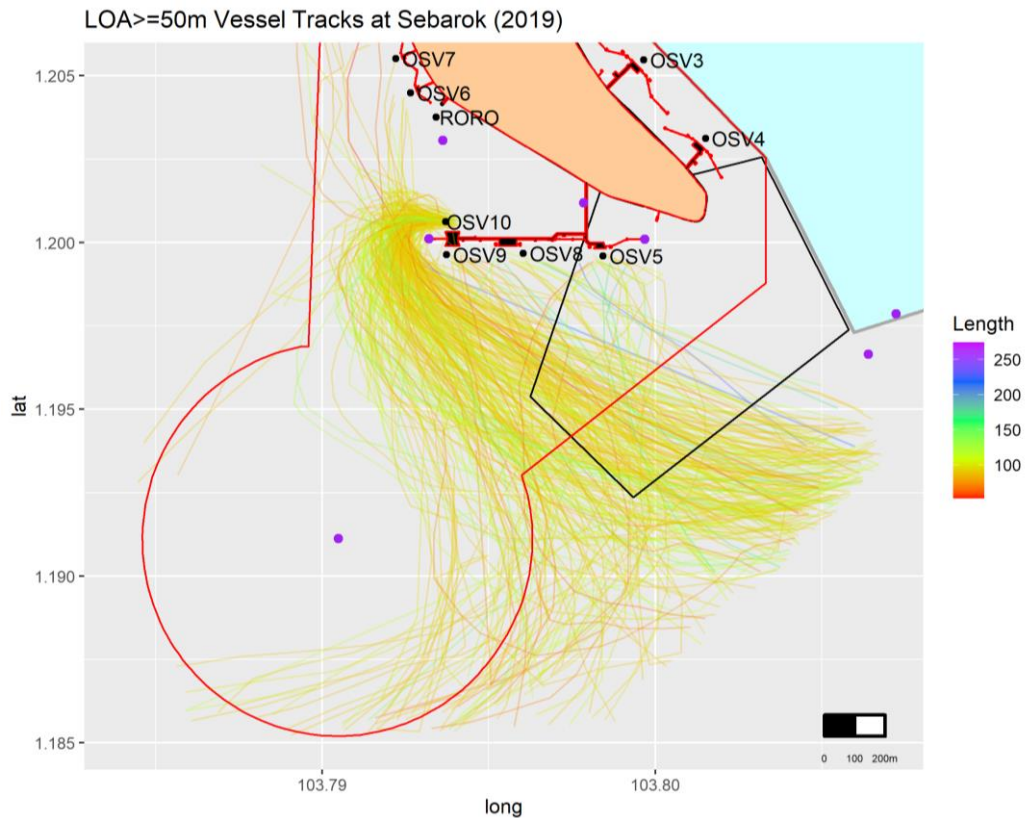 LOA>=50m Vessel Tracks at Sebarok (2019)
OSV7
OSV3
OSV6
RORO
OSV4
OSV10
OSV9
OSV8
OSV5
1.205
1.200
1.195
1.190
1.185
lat
103.79
103.80
long
0 100 200m
Length
250
200
150
100